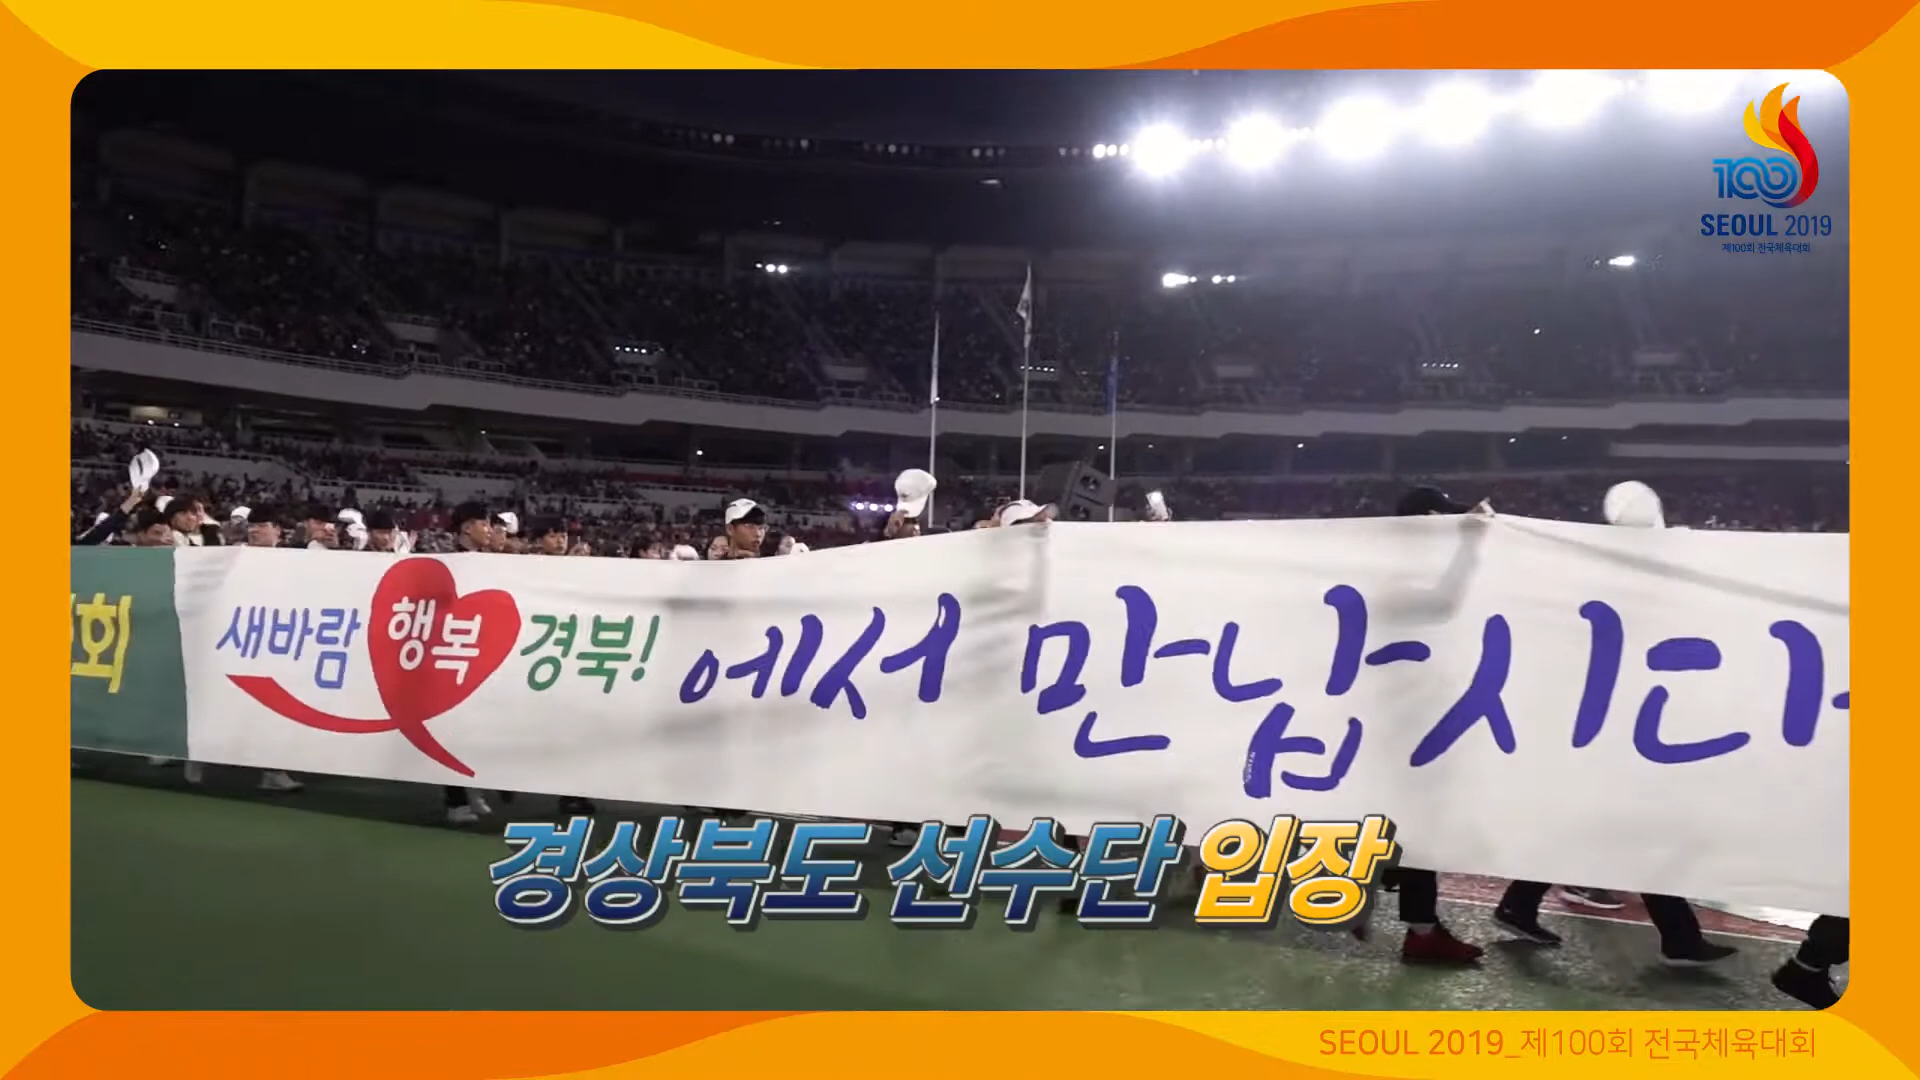 100
SEOUL 2019
제100회 전국체육대회
회
새바람 행복 경북! 에서 만납시다
경상북도 선수단 입장
SEOUL 2019_제100회 전국체육대회